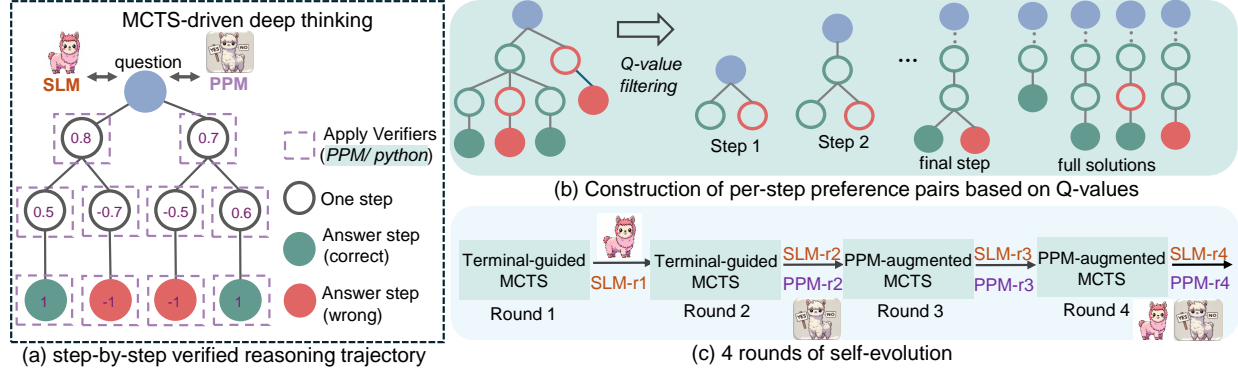 MCTS-driven deep thinking
question
SLM
PPM
YES
NO
0.8
0.7
0.5
-0.7
-0.5
0.6
1
-1
-1
1
Apply Verifiers
(PPM/ python)
One step
Answer step
(correct)
Answer step
(wrong)
(a) step-by-step verified reasoning trajectory
Q-value
filtering
Step 1
Step 2
...
final step
full solutions
(b) Construction of per-step preference pairs based on Q-values
Terminal-guided
MCTS
Round 1
SLM-r1
Terminal-guided
MCTS
Round 2
SLM-r2
PPM-r2
YES
NO
PPM-augmented
MCTS
Round 3
SLM-r3
PPM-r3
PPM-augmented
MCTS
Round 4
SLM-r4
PPM-r4
YES
NO
(c) 4 rounds of self-evolution